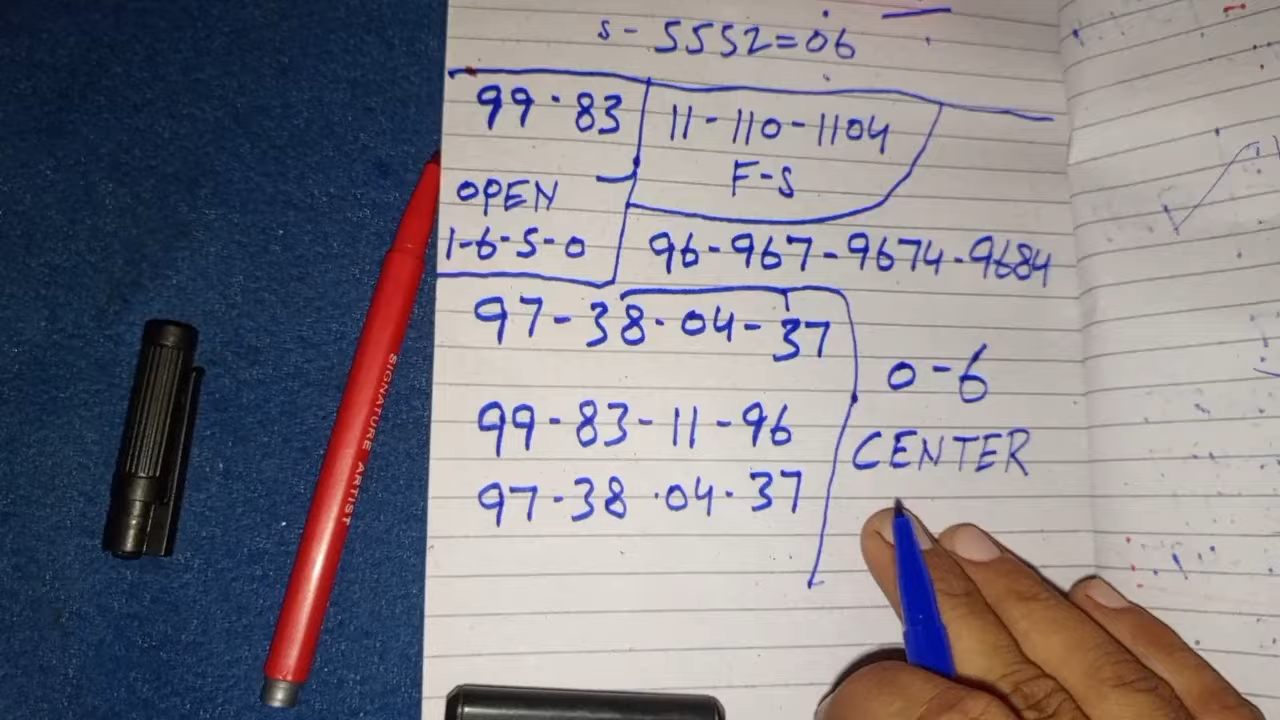 S - 5552 = 06
99 · 83
11 - 110 - 1104
F - S
OPEN
1 - 6 - 5 - 0
96 - 967 - 9674 - 9684
97 - 38 · 04 - 37
0 - 6
99 - 83 - 11 - 96
CENTER
97 - 38 · 04 · 37
SIGNATURE ARTIST